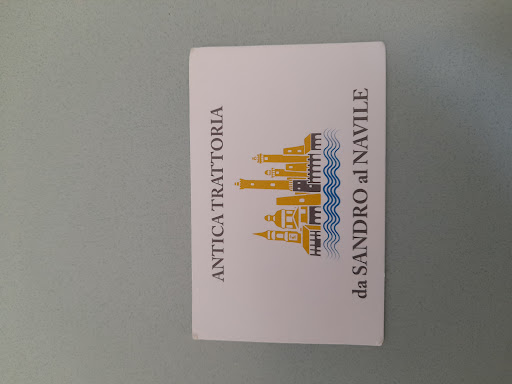 ANTICA TRATTORIA
da SANDRO al NAVILE